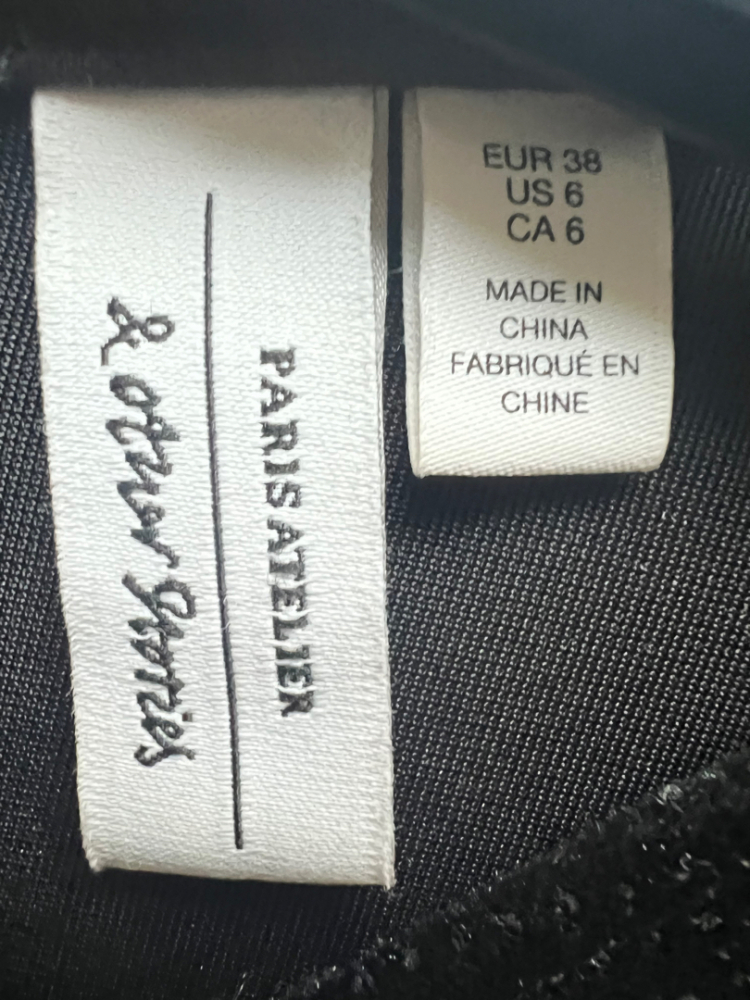 PARIS ATELIER
& other Stories
EUR 38
US 6
CA 6
MADE IN
CHINA
FABRIQUÉ EN
CHINE